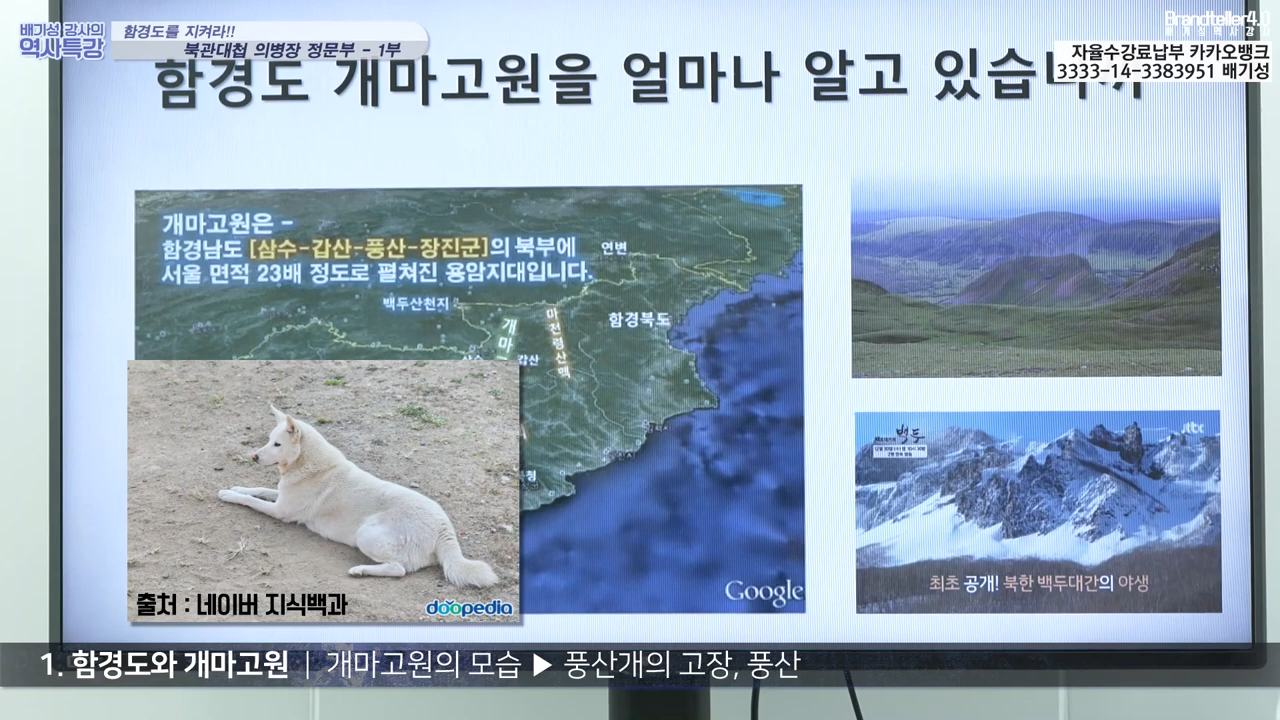 배기성 강사의
역사특강
함경도를 지켜라!!
북관대첩 의병장 정문부 - 1부
Brandteller4.0
배기성역사강사
자율수강료납부 카카오뱅크
3333-14-3383951 배기성
함경도 개마고원을 얼마나 알고
개마고원은 -
함경남도 [삼수-갑산-풍산-장진군]의 북부에
서울 면적 23배 정도로 펼쳐진 용암지대입니다.
연변
백두산천지
함경북도
마천령산맥
개마
갑산
Google
출처 : 네이버 지식백과
doopedia
백두
jtbc
최초 공개! 북한 백두대간의 야생
1. 함경도와 개마고원 | 개마고원의 모습 ▶ 풍산개의 고장, 풍산